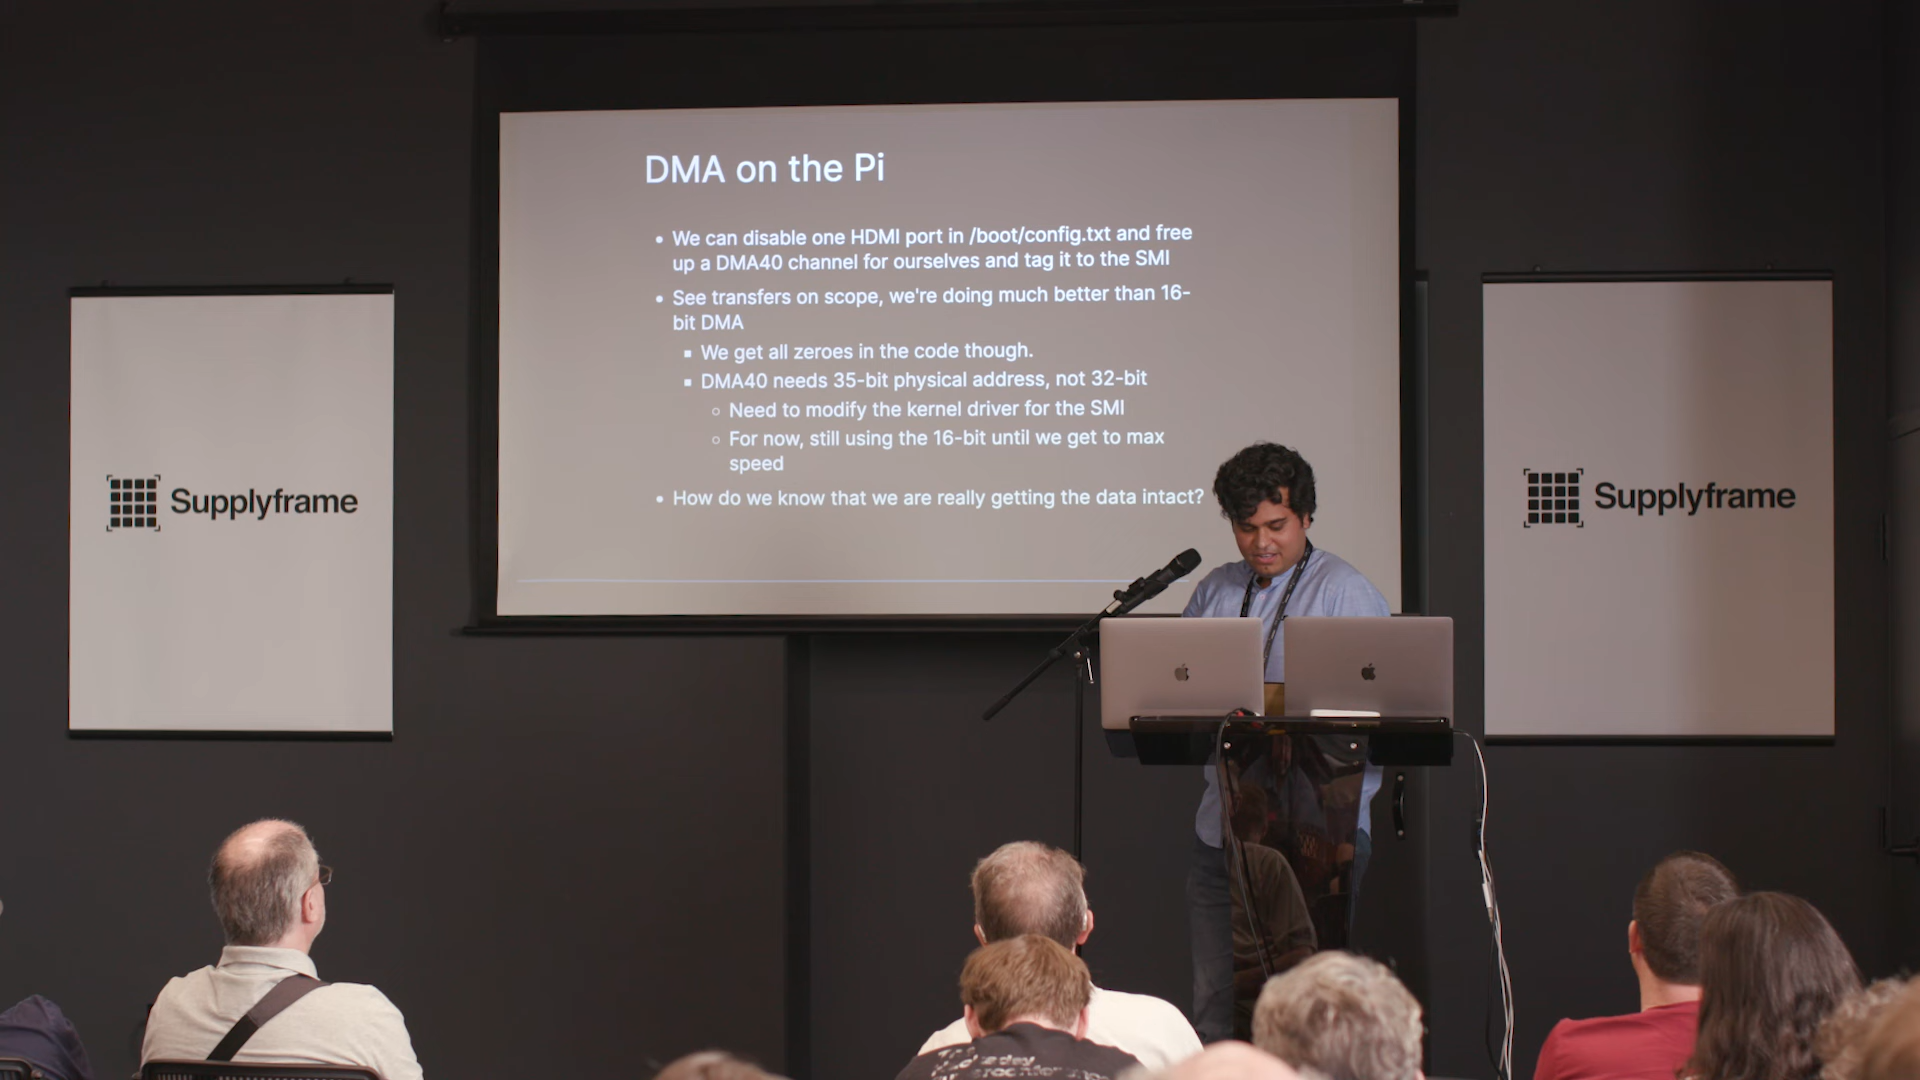 DMA on the Pi
• We can disable one HDMI port in /boot/config.txt and free
up a DMA40 channel for ourselves and tag it to the SMI
• See transfers on scope, we're doing much better than 16-
bit DMA
▪ We get all zeroes in the code though.
▪ DMA40 needs 35-bit physical address, not 32-bit
○ Need to modify the kernel driver for the SMI
○ For now, still using the 16-bit until we get to max
speed
• How do we know that we are really getting the data intact?
Supplyframe
Supplyframe